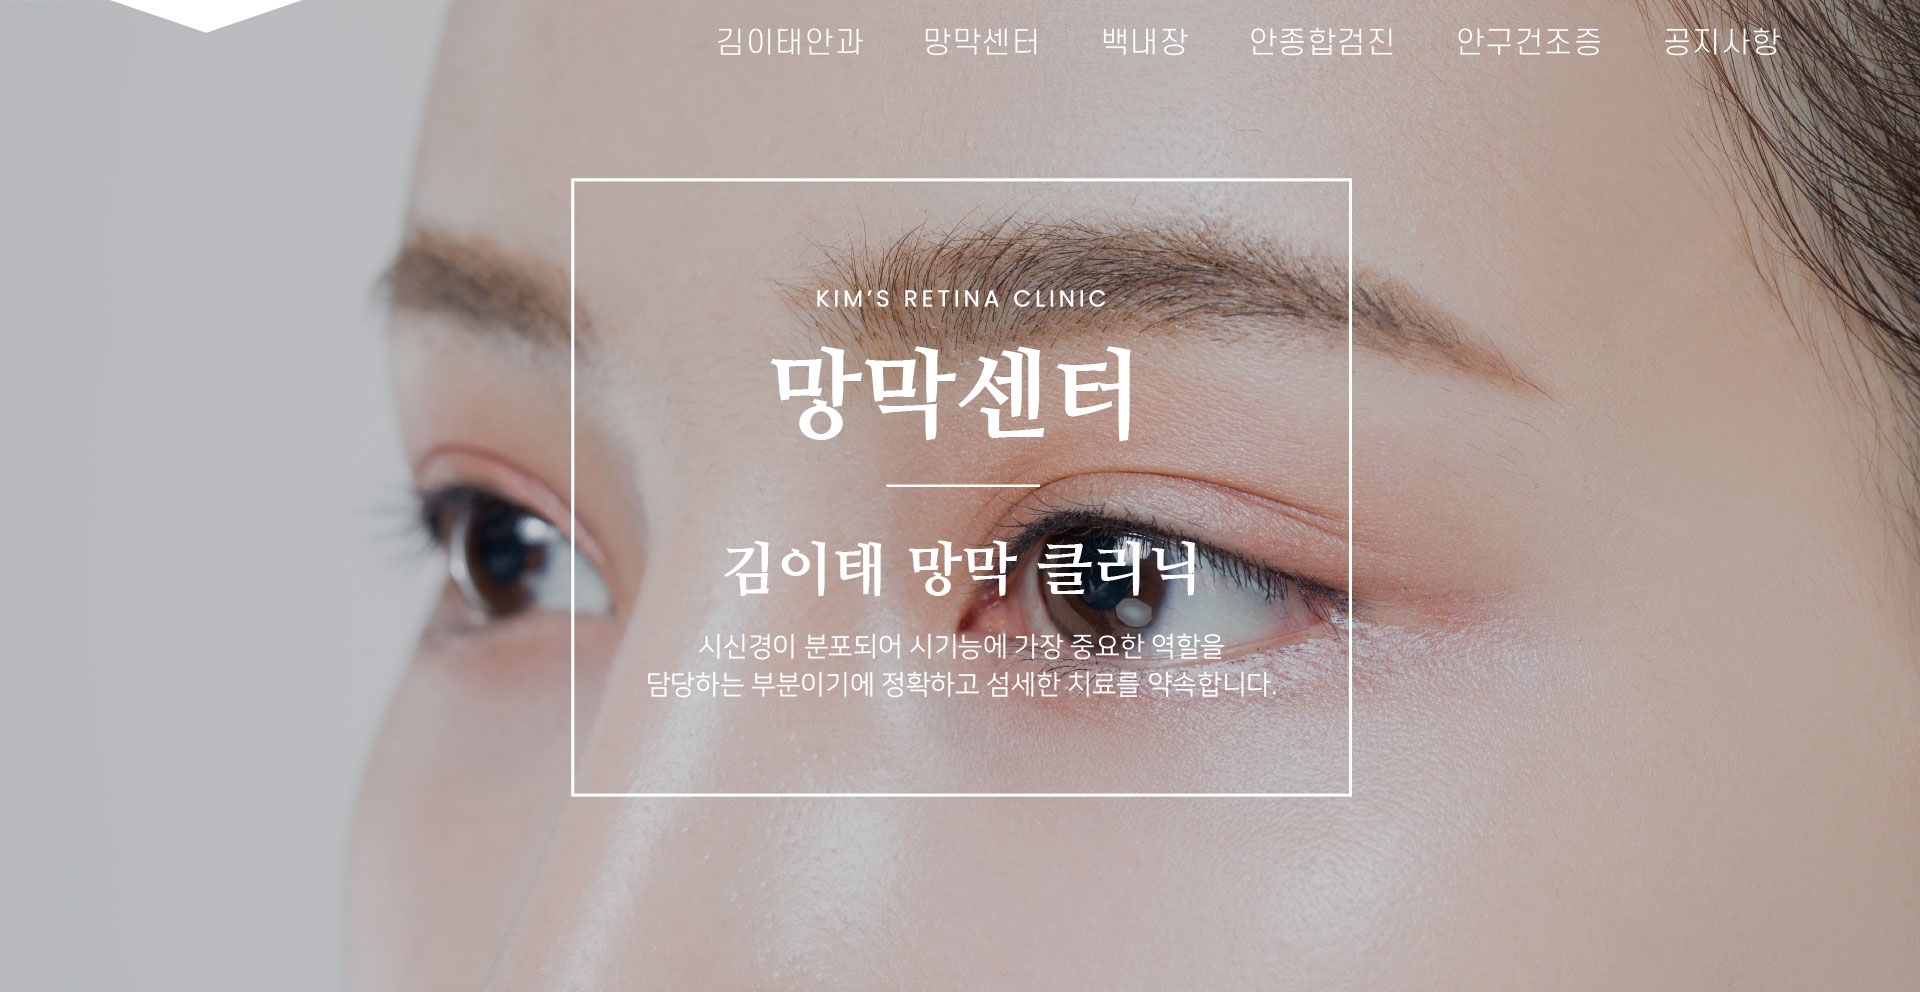 김이태안과 망막센터 백내장 안종합검진 안구건조증 공지사항
KIM'S RETINA CLINIC
망막센터
김이태 망막 클리닉
시신경이 분포되어 시기능에 가장 중요한 역할을
담당하는 부분이기에 정확하고 섬세한 치료를 약속합니다.